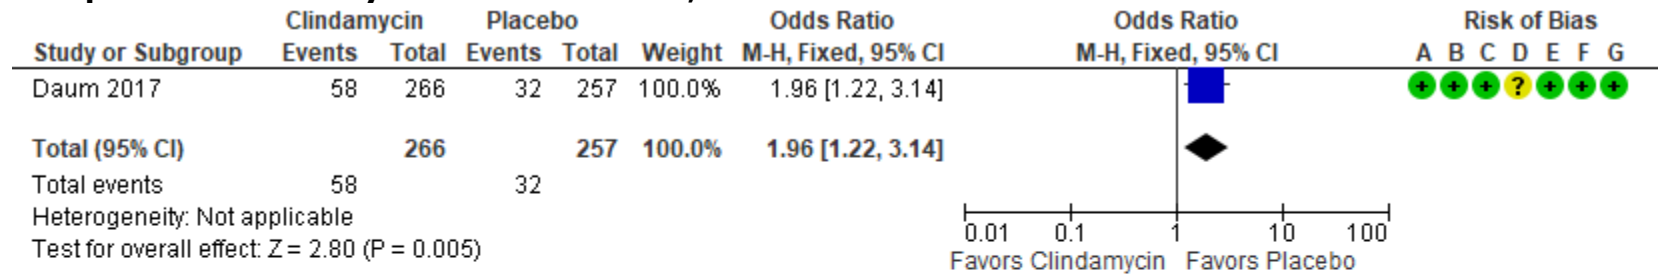 Clindamycin Placebo Odds Ratio Odds Ratio Risk of Bias
Study or Subgroup Events Total Events Total Weight M-H, Fixed, 95% CI M-H, Fixed, 95% CI A B C D E F G
Daum 2017 58 266 32 257 100.0% 1.96 [1.22, 3.14] + + + ? + + +
Total (95% CI) 266 257 100.0% 1.96 [1.22, 3.14]
Total events 58 32
Heterogeneity: Not applicable
Test for overall effect: Z = 2.80 (P = 0.005)
0.01 0.1 1 10 100
Favors Clindamycin Favors Placebo